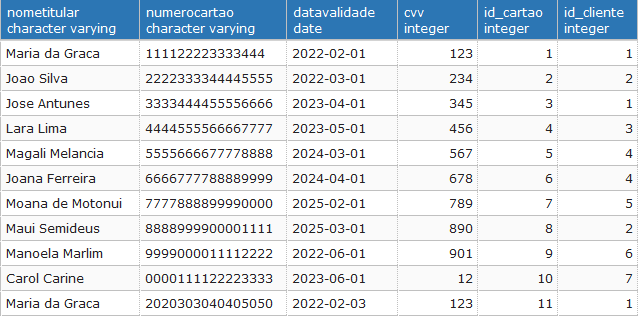 nometitular numerocartao datavalidade cvv id_cartao id_cliente
character varying character varying date integer integer integer
Maria da Graca 111122223333444 2022-02-01 123 1 1
Joao Silva 2222333344445555 2022-03-01 234 2 2
Jose Antunes 3333444455556666 2023-04-01 345 3 1
Lara Lima 4444555566667777 2023-05-01 456 4 3
Magali Melancia 5555666677778888 2024-03-01 567 5 4
Joana Ferreira 6666777788889999 2024-04-01 678 6 4
Moana de Motonui 7777888899990000 2025-02-01 789 7 5
Maui Semideus 8888999900001111 2025-03-01 890 8 2
Manoela Marlim 9999000011112222 2022-06-01 901 9 6
Carol Carine 0000111122223333 2023-06-01 12 10 7
Maria da Graca 2020303040405050 2022-02-03 123 11 1